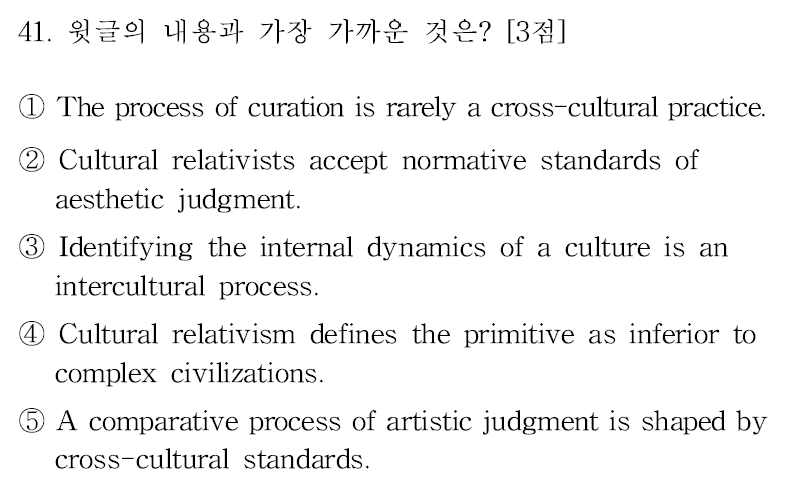 41. 윗글의 내용과 가장 가까운 것은? [3점]
① The process of curation is rarely a cross-cultural practice.
② Cultural relativists accept normative standards of
aesthetic judgment.
③ Identifying the internal dynamics of a culture is an
intercultural process.
④ Cultural relativism defines the primitive as inferior to
complex civilizations.
⑤ A comparative process of artistic judgment is shaped by
cross-cultural standards.